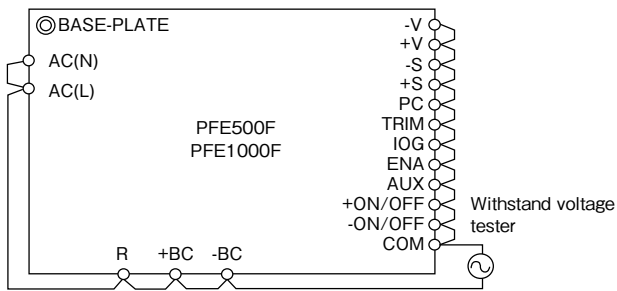 BASE-PLATE
AC(N)
AC(L)
PFE500F
PFE1000F
-V
+V
-S
+S
PC
TRIM
IOG
ENA
AUX
+ON/OFF
-ON/OFF
COM
Withstand voltage
tester
R +BC -BC